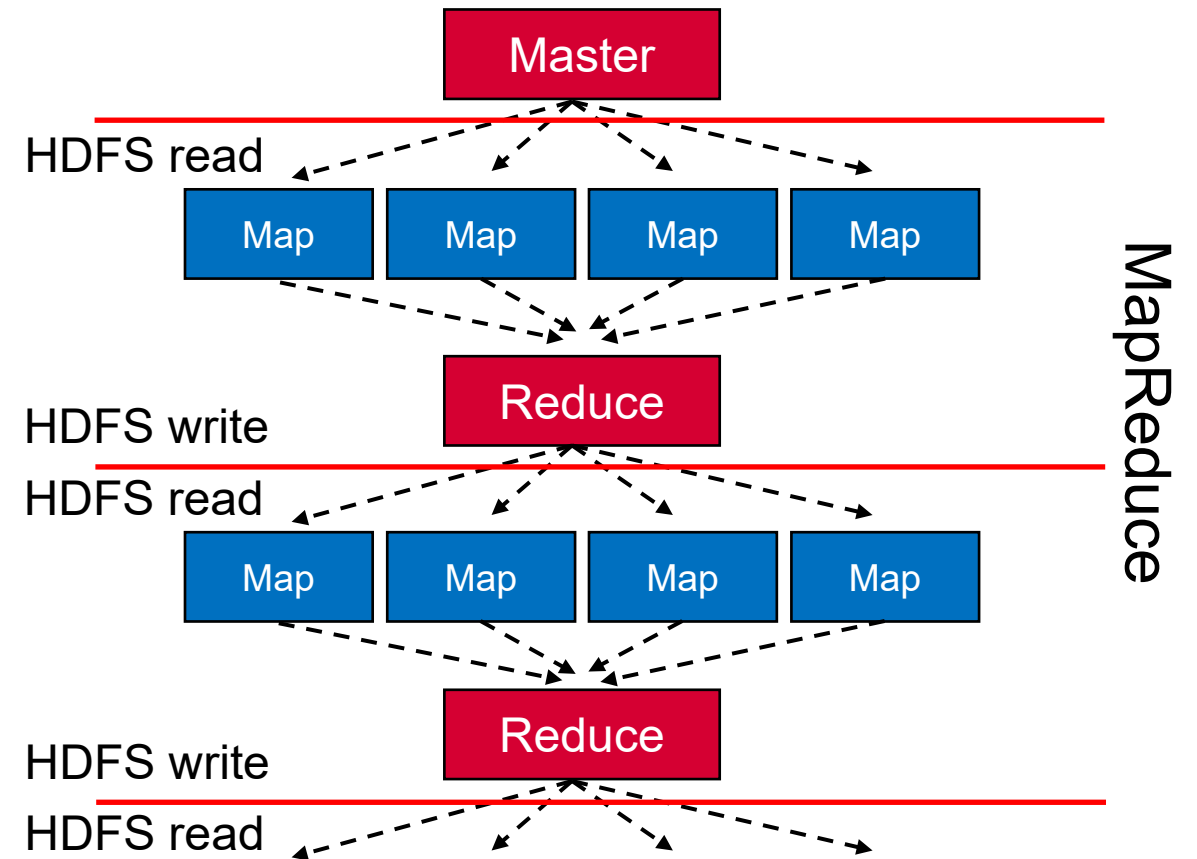 Master
HDFS read
Map Map Map Map
MapReduce
Reduce
HDFS write
HDFS read
Map Map Map Map
Reduce
HDFS write
HDFS read